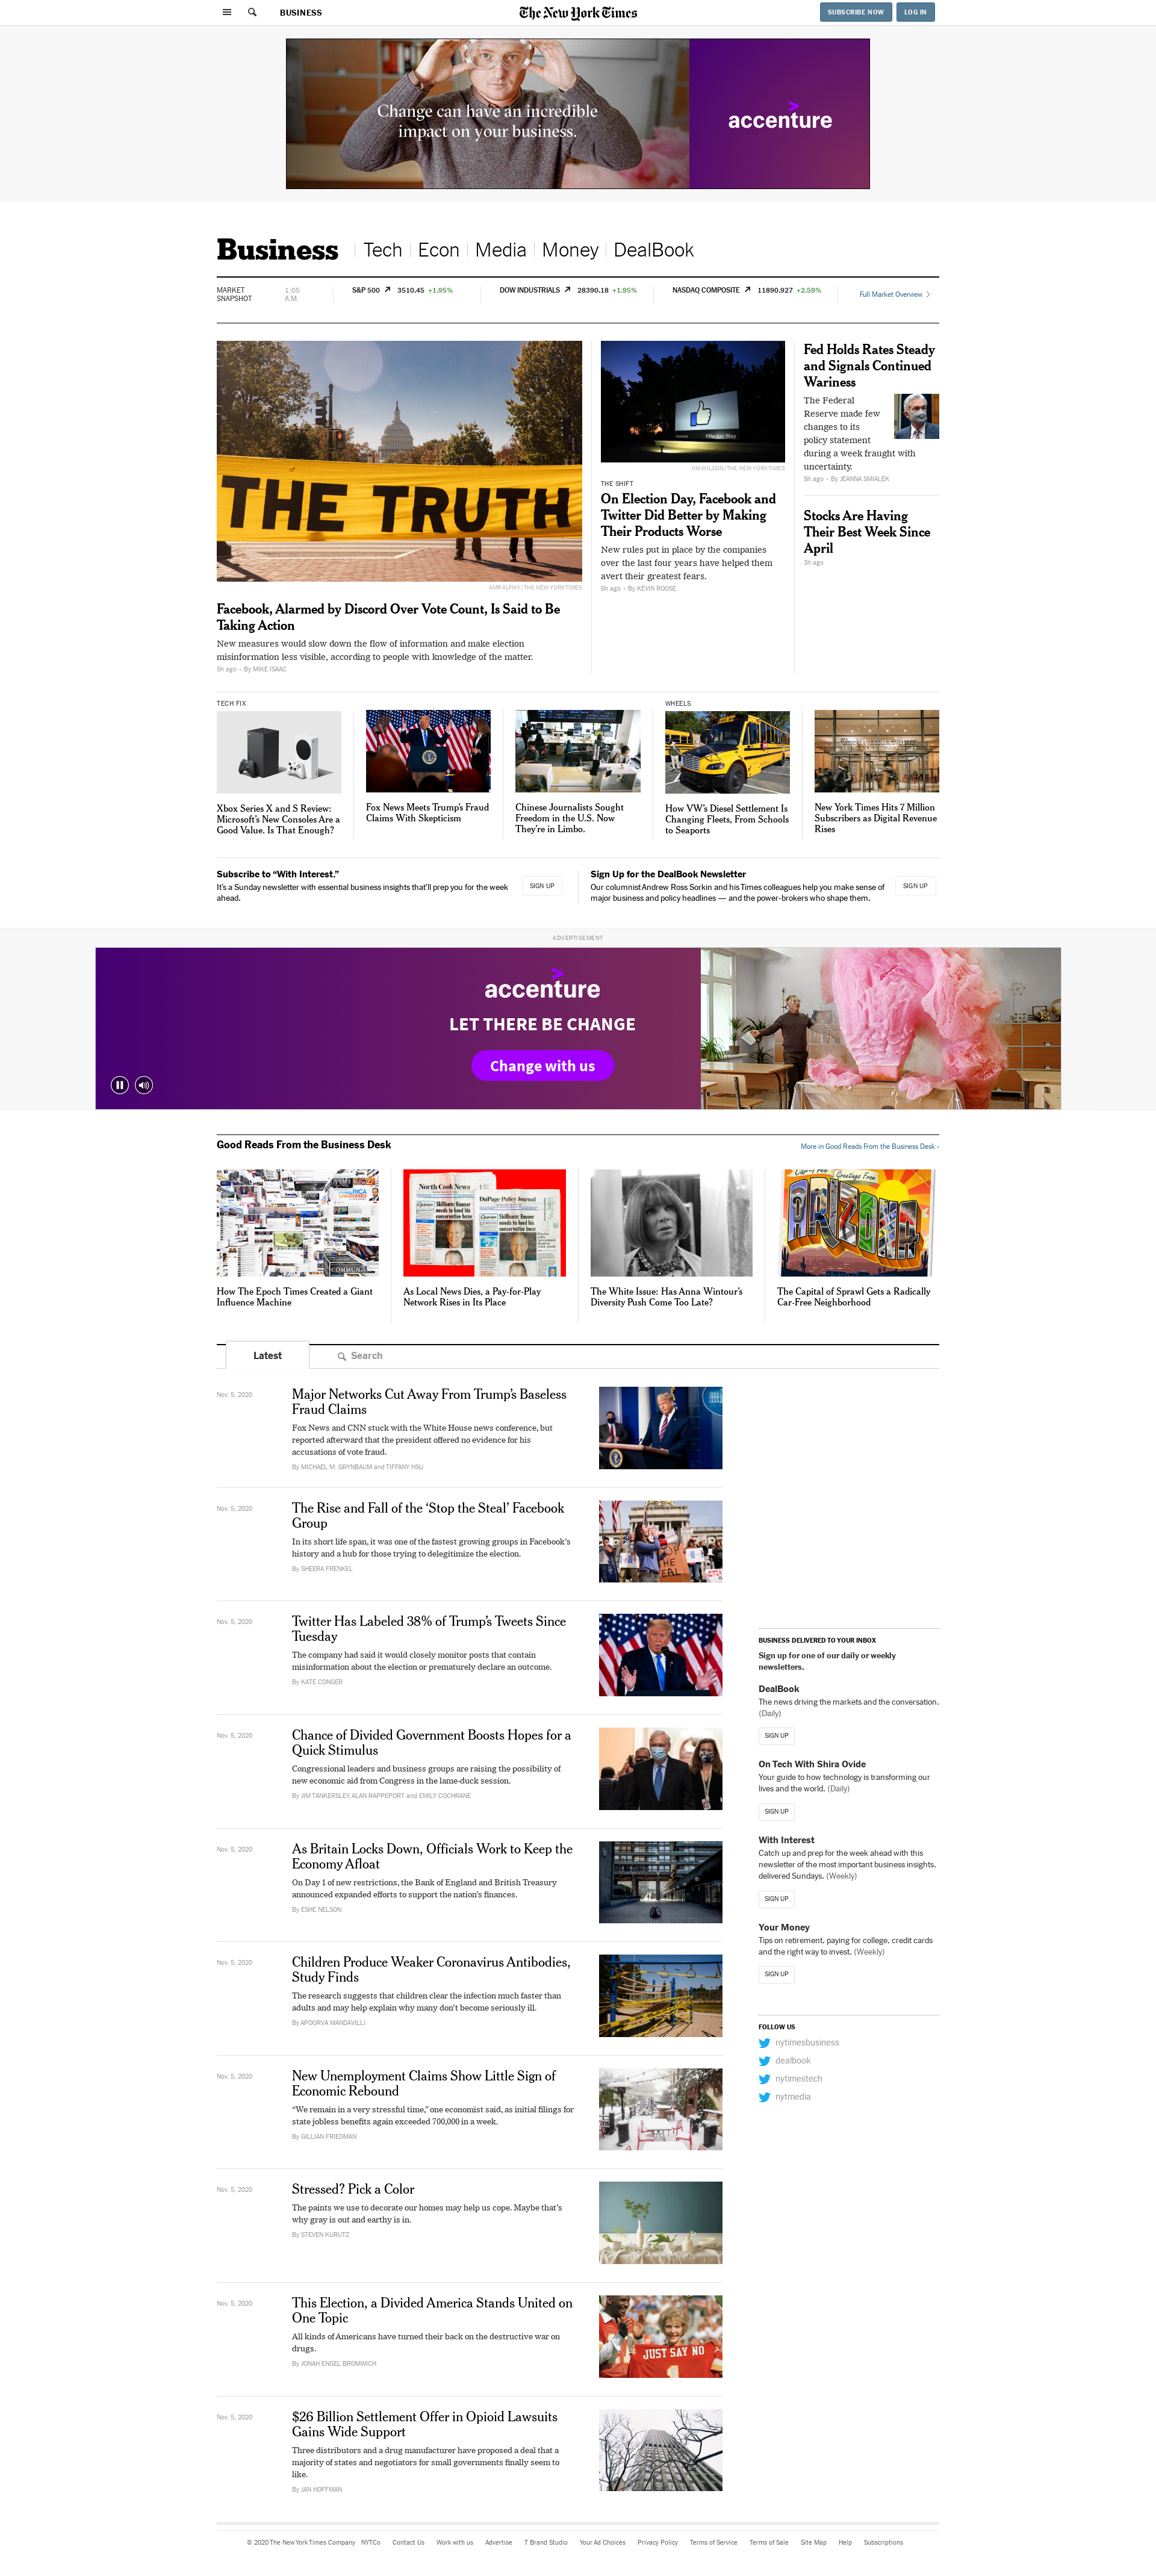 BUSINESS
The New York Times
SUBSCRIBE NOW
LOG IN
Change can have an incredible
impact on your business.
accenture
Business
Tech
Econ
Media
Money
DealBook
MARKET
SNAPSHOT
1:05
A.M.
S&P 500 3510.45 +1.95%
DOW INDUSTRIALS 28390.18 +1.95%
NASDAQ COMPOSITE 11890.927 +2.59%
Full Market Overview
THE TRUTH
AMR ALFIKY/THE NEW YORK TIMES
Facebook, Alarmed by Discord Over Vote Count, Is Said to Be
Taking Action
New measures would slow down the flow of information and make election
misinformation less visible, according to people with knowledge of the matter.
5h ago · By MIKE ISAAC
JIM WILSON/THE NEW YORK TIMES
THE SHIFT
On Election Day, Facebook and
Twitter Did Better by Making
Their Products Worse
New rules put in place by the companies
over the last four years have helped them
avert their greatest fears.
6h ago · By KEVIN ROOSE
Fed Holds Rates Steady
and Signals Continued
Wariness
The Federal
Reserve made few
changes to its
policy statement
during a week fraught with
uncertainty.
8h ago · By JEANNA SMIALEK
Stocks Are Having
Their Best Week Since
April
3h ago
TECH FIX
Xbox Series X and S Review:
Microsoft's New Consoles Are a
Good Value. Is That Enough?
Fox News Meets Trump's Fraud
Claims With Skepticism
Chinese Journalists Sought
Freedom in the U.S. Now
They're in Limbo.
WHEELS
How VW's Diesel Settlement Is
Changing Fleets, From Schools
to Seaports
New York Times Hits 7 Million
Subscribers as Digital Revenue
Rises
Subscribe to “With Interest.”
It's a Sunday newsletter with essential business insights that'll prep you for the week
ahead.
SIGN UP
Sign Up for the DealBook Newsletter
Our columnist Andrew Ross Sorkin and his Times colleagues help you make sense of
major business and policy headlines — and the power-brokers who shape them.
SIGN UP
ADVERTISEMENT
accenture
LET THERE BE CHANGE
Change with us
Good Reads From the Business Desk
More in Good Reads From the Business Desk ›
North Cook News
DuPage Policy Journal
ARIZONA
How The Epoch Times Created a Giant
Influence Machine
As Local News Dies, a Pay-for-Play
Network Rises in Its Place
The White Issue: Has Anna Wintour's
Diversity Push Come Too Late?
The Capital of Sprawl Gets a Radically
Car-Free Neighborhood
Latest
Search
Nov. 5, 2020
Major Networks Cut Away From Trump's Baseless
Fraud Claims
Fox News and CNN stuck with the White House news conference, but
reported afterward that the president offered no evidence for his
accusations of vote fraud.
By MICHAEL M. GRYNBAUM and TIFFANY HSU
Nov. 5, 2020
The Rise and Fall of the ‘Stop the Steal’ Facebook
Group
In its short life span, it was one of the fastest growing groups in Facebook's
history and a hub for those trying to delegitimize the election.
By SHEERA FRENKEL
Nov. 5, 2020
Twitter Has Labeled 38% of Trump's Tweets Since
Tuesday
The company had said it would closely monitor posts that contain
misinformation about the election or prematurely declare an outcome.
By KATE CONGER
Nov. 5, 2020
Chance of Divided Government Boosts Hopes for a
Quick Stimulus
Congressional leaders and business groups are raising the possibility of
new economic aid from Congress in the lame-duck session.
By JIM TANKERSLEY, ALAN RAPPEPORT and EMILY COCHRANE
Nov. 5, 2020
As Britain Locks Down, Officials Work to Keep the
Economy Afloat
On Day 1 of new restrictions, the Bank of England and British Treasury
announced expanded efforts to support the nation's finances.
By ESHE NELSON
Nov. 5, 2020
Children Produce Weaker Coronavirus Antibodies,
Study Finds
The research suggests that children clear the infection much faster than
adults and may help explain why many don't become seriously ill.
By APOORVA MANDAVILLI
Nov. 5, 2020
New Unemployment Claims Show Little Sign of
Economic Rebound
“We remain in a very stressful time,” one economist said, as initial filings for
state jobless benefits again exceeded 700,000 in a week.
By GILLIAN FRIEDMAN
Nov. 5, 2020
Stressed? Pick a Color
The paints we use to decorate our homes may help us cope. Maybe that's
why gray is out and earthy is in.
By STEVEN KURUTZ
Nov. 5, 2020
This Election, a Divided America Stands United on
One Topic
All kinds of Americans have turned their back on the destructive war on
drugs.
By JONAH ENGEL BROMWICH
JUST SAY NO
Nov. 5, 2020
$26 Billion Settlement Offer in Opioid Lawsuits
Gains Wide Support
Three distributors and a drug manufacturer have proposed a deal that a
majority of states and negotiators for small governments finally seem to
like.
By JAN HOFFMAN
BUSINESS DELIVERED TO YOUR INBOX
Sign up for one of our daily or weekly
newsletters.
DealBook
The news driving the markets and the conversation.
(Daily)
SIGN UP
On Tech With Shira Ovide
Your guide to how technology is transforming our
lives and the world. (Daily)
SIGN UP
With Interest
Catch up and prep for the week ahead with this
newsletter of the most important business insights,
delivered Sundays. (Weekly)
SIGN UP
Your Money
Tips on retirement, paying for college, credit cards
and the right way to invest. (Weekly)
SIGN UP
FOLLOW US
nytimesbusiness
dealbook
nytimestech
nytmedia
© 2020 The New York Times Company NYTCo Contact Us Work with us Advertise T Brand Studio Your Ad Choices Privacy Policy Terms of Service Terms of Sale Site Map Help Subscriptions